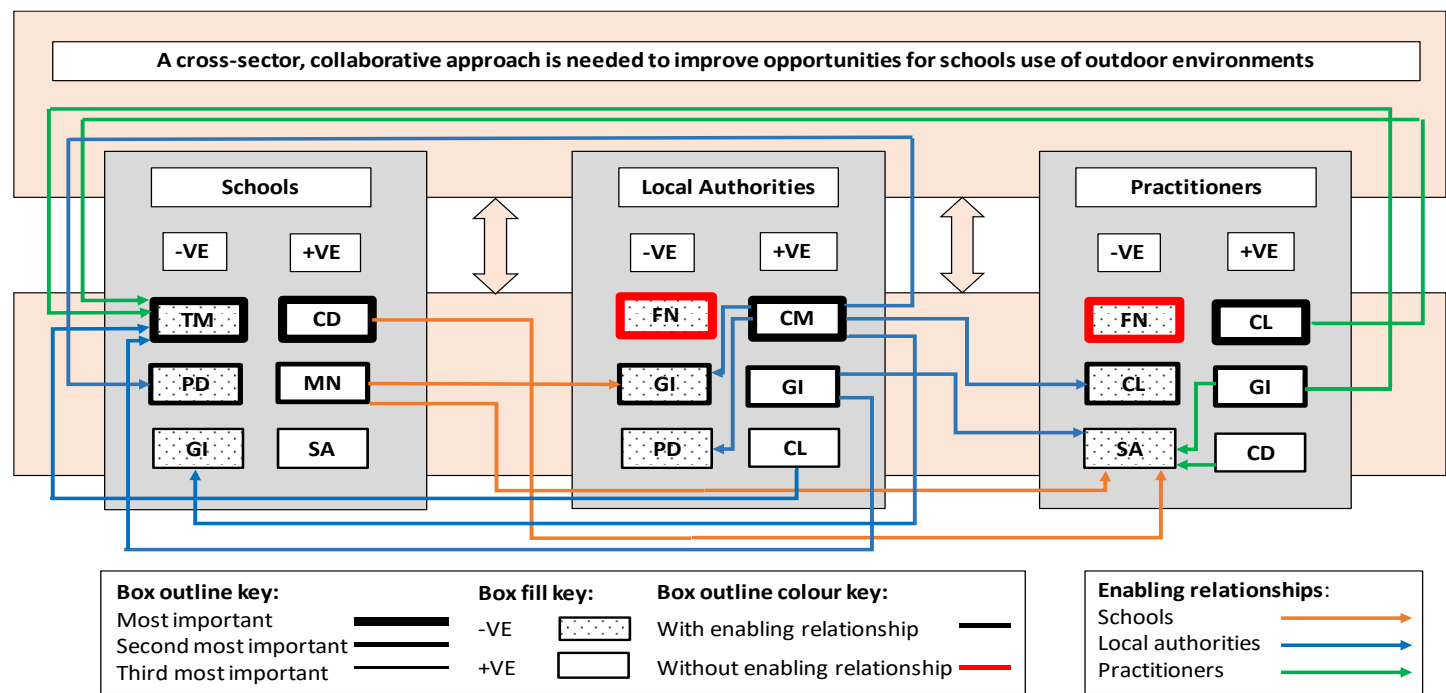 A cross-sector, collaborative approach is needed to improve opportunities for schools use of outdoor environments
Schools
Local Authorities
Practitioners
-VE
+VE
-VE
+VE
-VE
+VE
TM
CD
FN
CM
FN
CL
PD
MN
GI
GI
CL
GI
GI
SA
PD
CL
SA
CD
Box outline key:
Most important
Second most important
Third most important
Box fill key:
-VE
+VE
Box outline colour key:
With enabling relationship
Without enabling relationship
Enabling relationships:
Schools
Local authorities
Practitioners